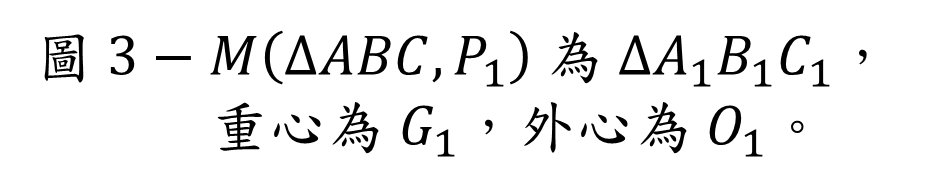 圖 3 − M(ΔABC, P₁) 為 ΔA₁B₁C₁，
重心為 G₁，外心為 O₁。